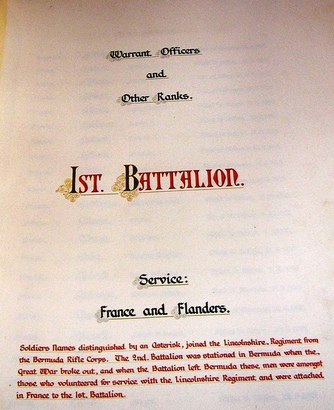 Warrant Officers
and.
Other Ranks.
1st. Battalion.
Service:
France and Flanders.
Soldiers Names distinguished by an Asterisk, joined the Lincolnshire, Regiment from
the Bermuda Rifle Corps. The 2nd. Battalion was stationed in Bermuda when the,
Great War broke out, and when the Battalion left Bermuda these men were amongst
those who volunteered for service with the Lincolnshire Regiment and were attached,
in France to the 1st. Battalion.